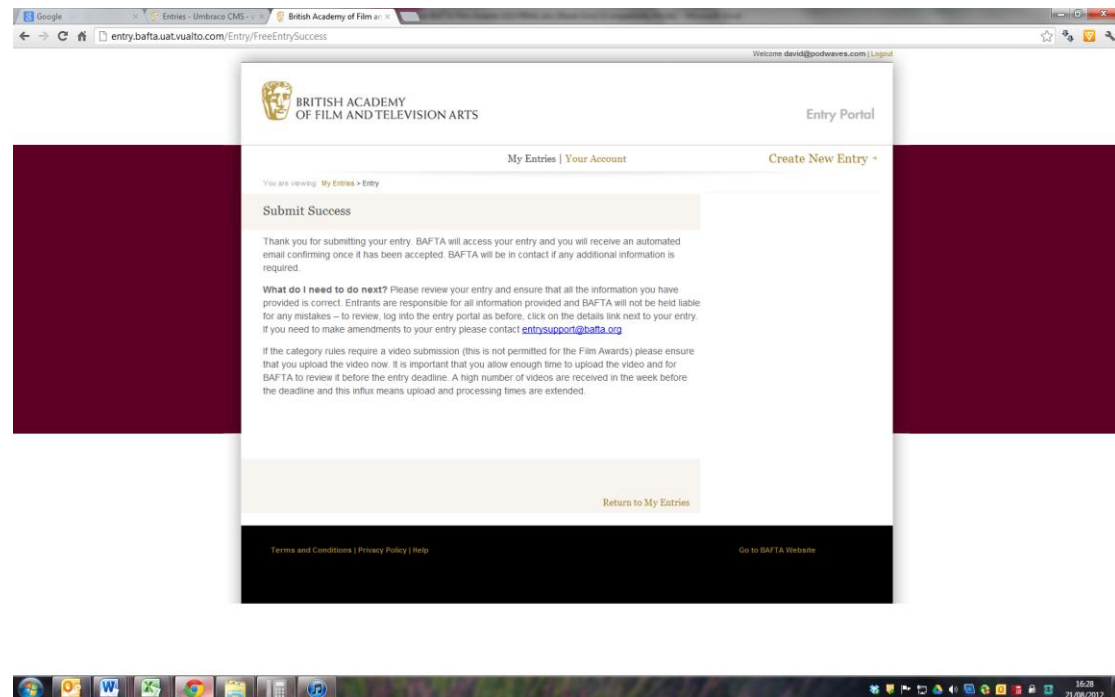 Google
Entries - Umbraco CMS -
British Academy of Film an
entry.bafta.uat.vualto.com/Entry/FreeEntrySuccess
Welcome david@podwaves.com | Logout
BRITISH ACADEMY
OF FILM AND TELEVISION ARTS
Entry Portal
My Entries | Your Account
Create New Entry
You are viewing: My Entries > Entry
Submit Success
Thank you for submitting your entry. BAFTA will access your entry and you will receive an automated
email confirming once it has been accepted. BAFTA will be in contact if any additional information is
required.
What do I need to do next? Please review your entry and ensure that all the information you have
provided is correct. Entrants are responsible for all information provided and BAFTA will not be held liable
for any mistakes – to review, log into the entry portal as before, click on the details link next to your entry.
If you need to make amendments to your entry please contact entrysupport@bafta.org
If the category rules require a video submission (this is not permitted for the Film Awards) please ensure
that you upload the video now. It is important that you allow enough time to upload the video and for
BAFTA to review it before the entry deadline. A high number of videos are received in the week before
the deadline and this influx means upload and processing times are extended.
Return to My Entries
Terms and Conditions | Privacy Policy | Help
Go to BAFTA Website
16:28
21/08/2012